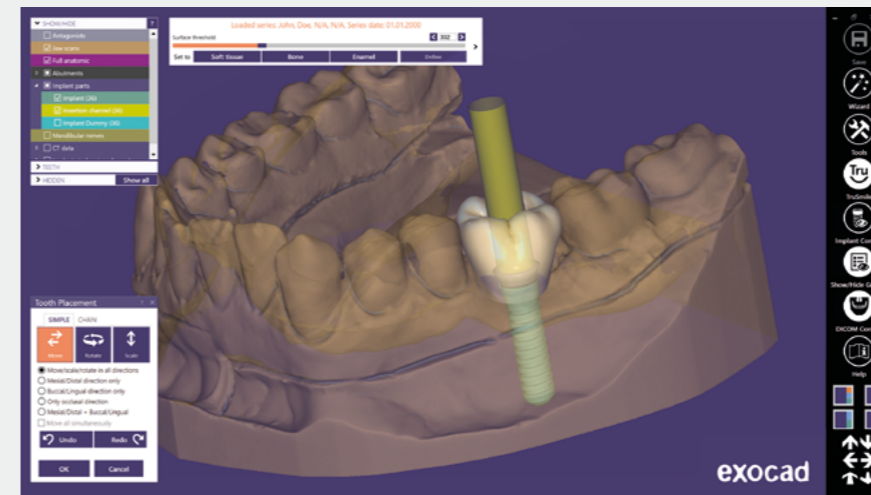 SHOW/HIDE
?
Antagonists
Jaw scans
Full anatomic
Abutments
Implant parts
Implant (36)
Insertion channel (36)
Implant Dummy (36)
Mandibular nerves
CT data
TEETH
HIDDEN
Show all
Loaded series: John, Doe, N/A, N/A. Series date: 01.01.2000
Surface threshold
332
Set to
Soft tissue
Bone
Enamel
Define
Save
Wizard
Tools
Tru
TruSmile
Implant Con
Show/Hide G
DICOM Con
Help
Tooth Placement
? ×
SIMPLE
CHAIN
Move
Rotate
Scale
Move/scale/rotate in all directions
Mesial/Distal direction only
Buccal/Lingual direction only
Only occlusal direction
Mesial/Distal + Buccal/Lingual
Move all simultaneously
Undo
Redo
OK
Cancel
exocad